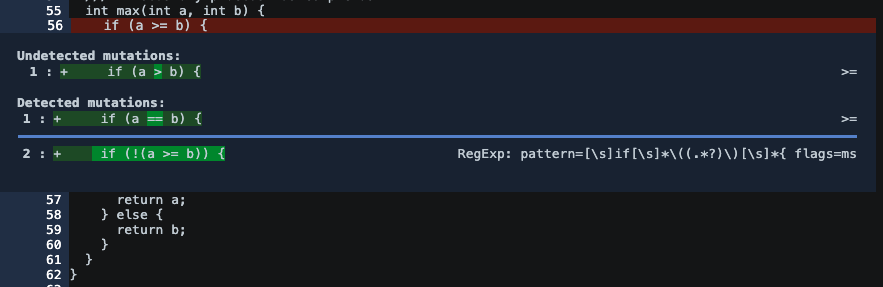 55   int max(int a, int b) {
56     if (a >= b) {
Undetected mutations:
1 : +     if (a > b) { >=
Detected mutations:
1 : +     if (a == b) { >=
2 : +     if (!(a >= b)) { RegExp: pattern=[\s]if[\s]*\((.*?)\)[\s]*{ flags=ms
57       return a;
58     } else {
59       return b;
60     }
61   }
62 }